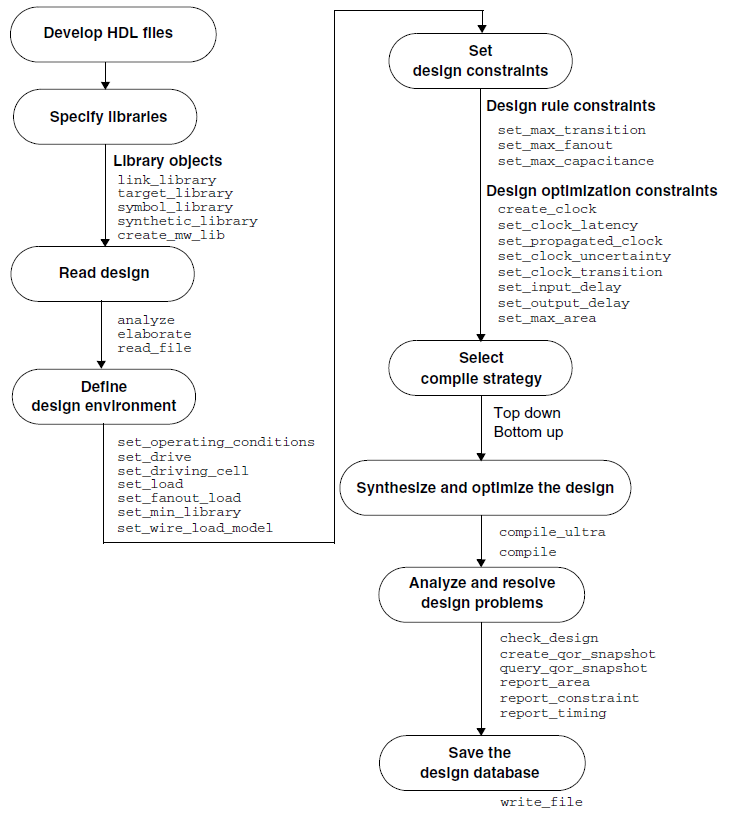 Develop HDL files
Specify libraries
Library objects
link_library
target_library
symbol_library
synthetic_library
create_mw_lib
Read design
analyze
elaborate
read_file
Define
design environment
set_operating_conditions
set_drive
set_driving_cell
set_load
set_fanout_load
set_min_library
set_wire_load_model
Set
design constraints
Design rule constraints
set_max_transition
set_max_fanout
set_max_capacitance
Design optimization constraints
create_clock
set_clock_latency
set_propagated_clock
set_clock_uncertainty
set_clock_transition
set_input_delay
set_output_delay
set_max_area
Select
compile strategy
Top down
Bottom up
Synthesize and optimize the design
compile_ultra
compile
Analyze and resolve
design problems
check_design
create_qor_snapshot
query_qor_snapshot
report_area
report_constraint
report_timing
Save the
design database
write_file